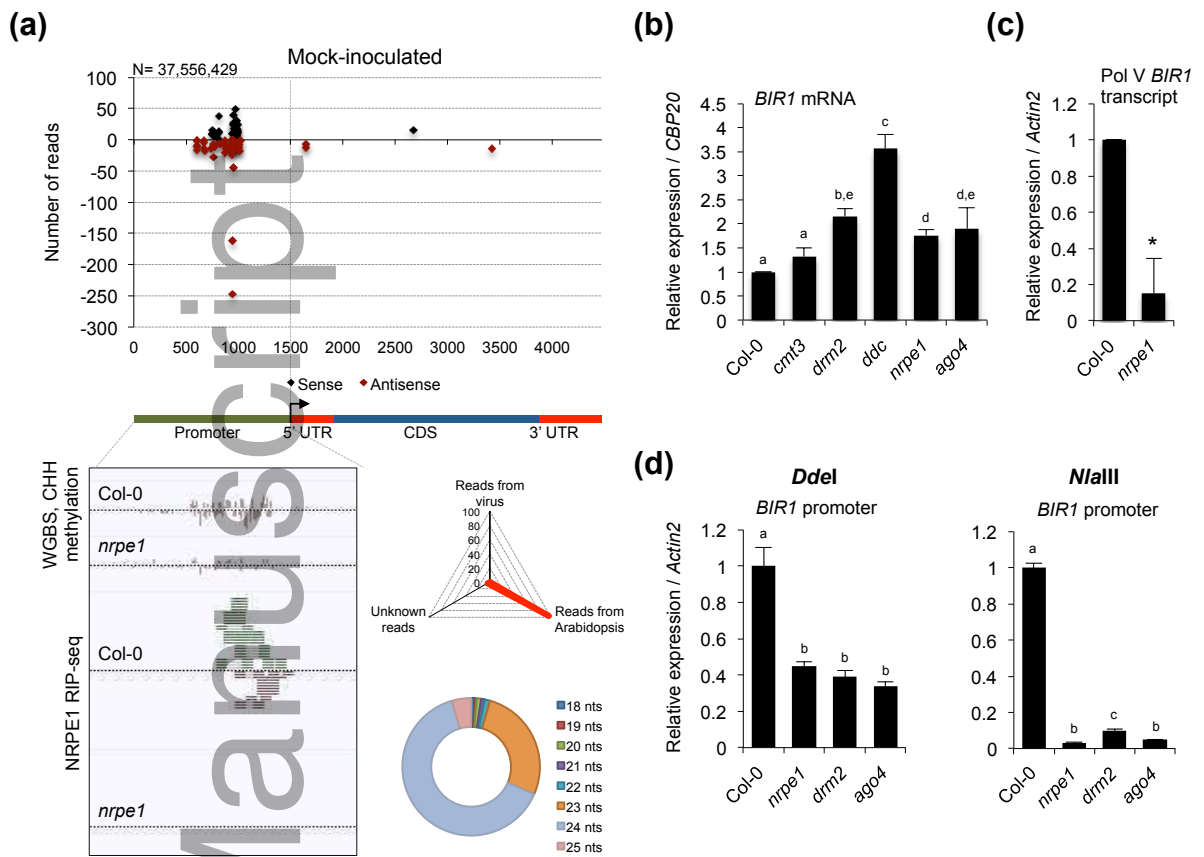 (a)
Mock-inoculated
N= 37,556,429
Number of reads
100
50
0
-50
-100
-150
-200
-250
-300
0 500 1000 1500 2000 2500 3000 3500 4000
Sense Antisense
Promoter 5' UTR CDS 3' UTR
WGBS, CHH
methylation
Col-0
nrpe1
NRPE1 RIP-seq
Col-0
nrpe1
Reads from
virus
100
80
60
40
20
0
Unknown
reads
Reads from
Arabidopsis
18 nts
19 nts
20 nts
21 nts
22 nts
23 nts
24 nts
25 nts
(b)
BIR1 mRNA
Relative expression / CBP20
4.5
4
3.5
3
2.5
2
1.5
1
0.5
0
a a b,e c d d,e
Col-0 cmt3 drm2 ddc nrpe1 ago4
(c)
Pol V BIR1
transcript
Relative expression / Actin2
1.2
1
0.8
0.6
0.4
0.2
0
*
Col-0 nrpe1
(d)
DdeI
BIR1 promoter
Relative expression / Actin2
1.2
1
0.8
0.6
0.4
0.2
0
a b b b
Col-0 nrpe1 drm2 ago4
NlaIII
BIR1 promoter
1.2
1
0.8
0.6
0.4
0.2
0
a b c b
Col-0 nrpe1 drm2 ago4
Manuscript